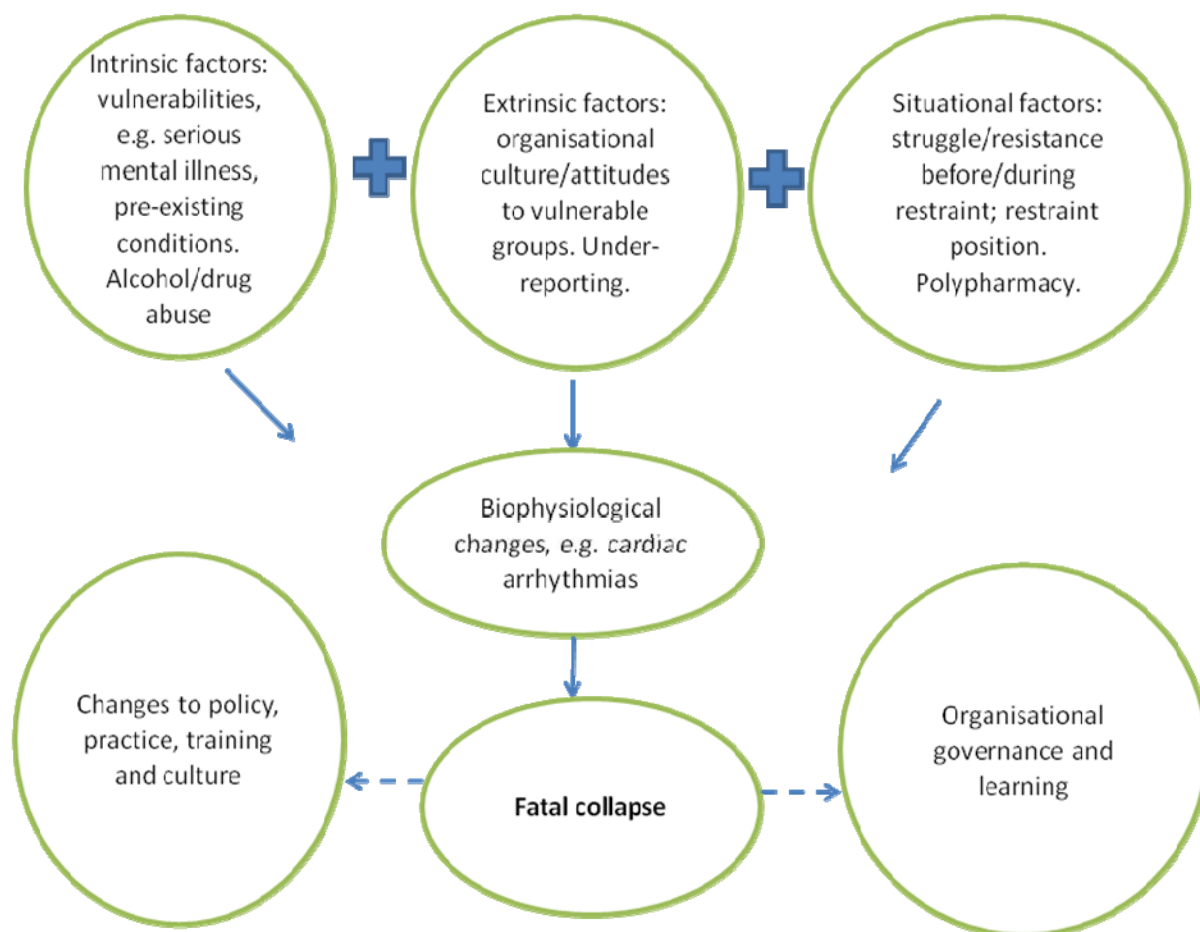 Intrinsic factors:
vulnerabilities,
e.g. serious
mental illness,
pre-existing
conditions.
Alcohol/drug
abuse
Extrinsic factors:
organisational
culture/attitudes
to vulnerable
groups. Under-
reporting.
Situational factors:
struggle/resistance
before/during
restraint; restraint
position.
Polypharmacy.
Biophysiological
changes, e.g. cardiac
arrhythmias
Changes to policy,
practice, training
and culture
Fatal collapse
Organisational
governance and
learning